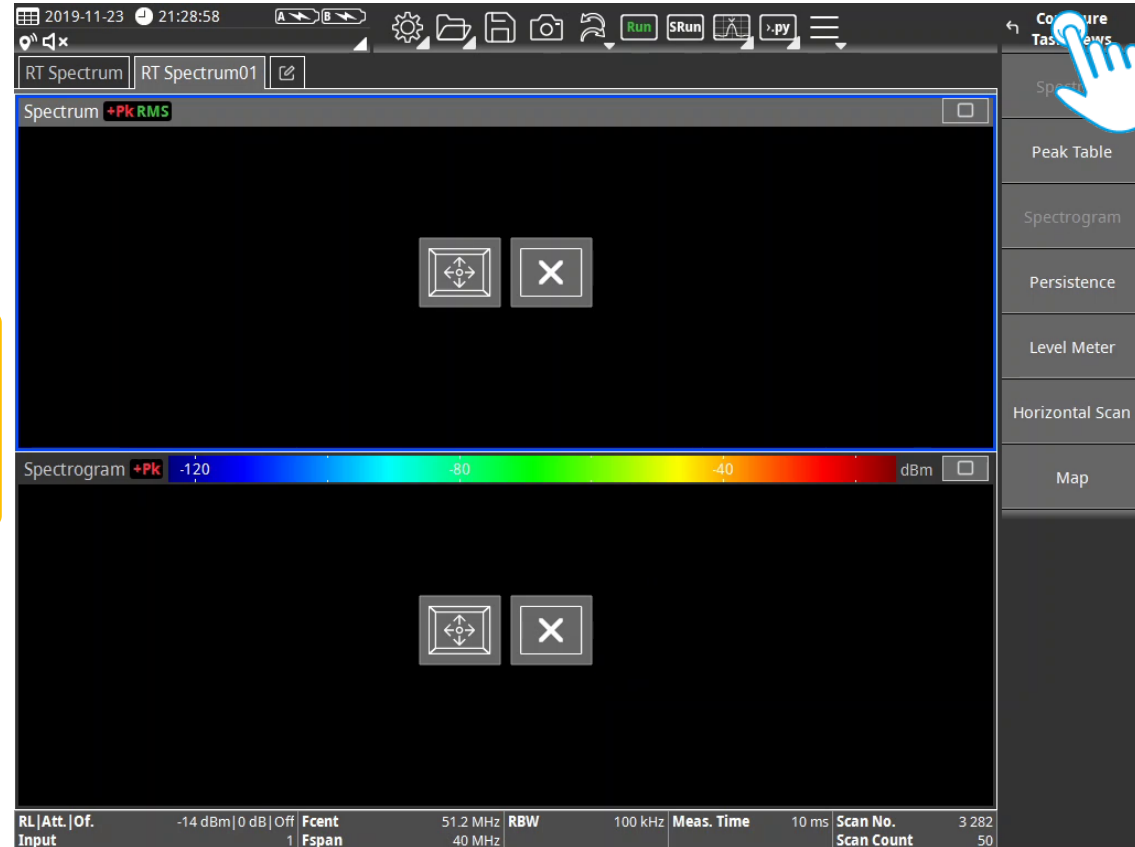 2019-11-23 21:28:58 A B Run SRun >.py
RT Spectrum RT Spectrum01
Spectrum +Pk RMS
Spectrogram +Pk -120 -80 -40 dBm
RL|Att.|Of. -14 dBm|0 dB|Off Fcent 51.2 MHz RBW 100 kHz Meas. Time 10 ms Scan No. 3 282
Input 1 Fspan 40 MHz Scan Count 50
Peak Table
Spectrogram
Persistence
Level Meter
Horizontal Scan
Map